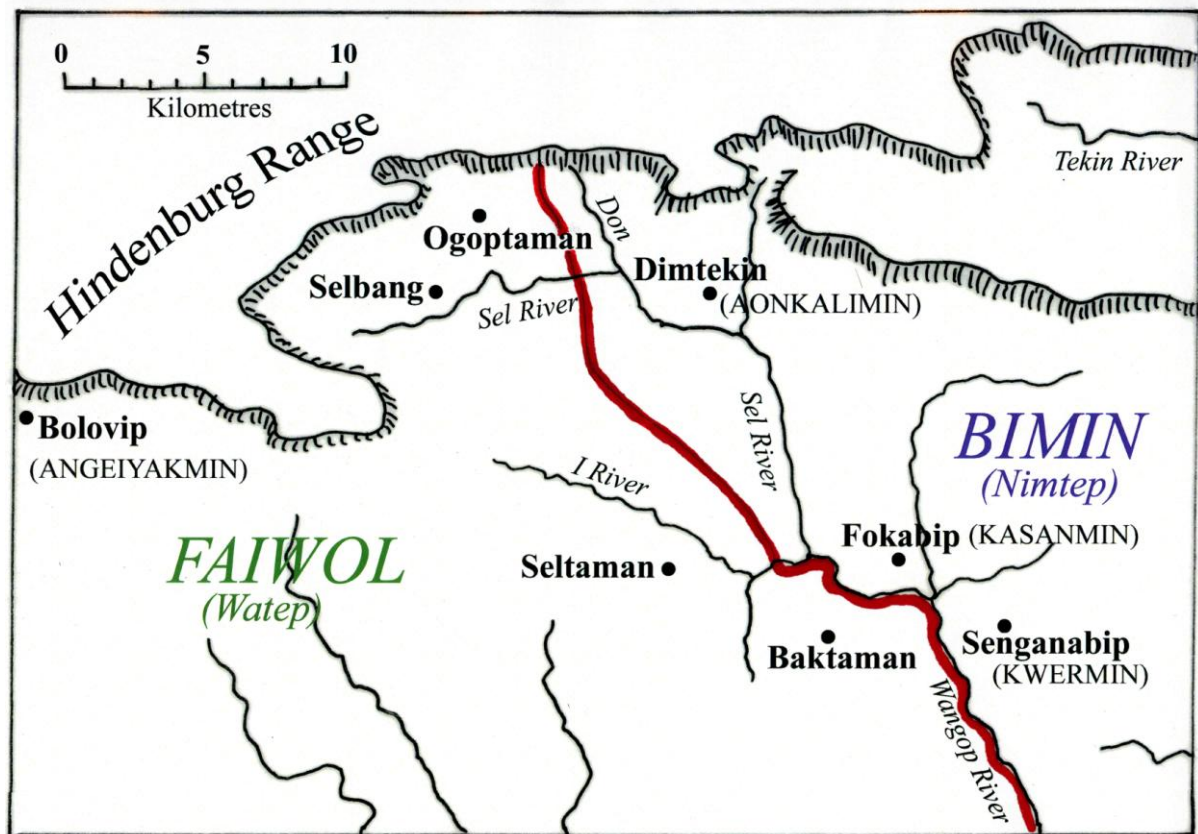 0 5 10
Kilometres
Hindenburg Range
Tekin River
Ogoptaman
Don
Selbang
Sel River
Dimtekin
(AONKALIMIN)
Bolovip
(ANGEIYAKMIN)
Sel River
BIMIN
(Nimtep)
I River
FAIWOL
(Watep)
Seltaman
Fokabip (KASANMIN)
Baktaman
Senganabip
(KWERMIN)
Wangop River